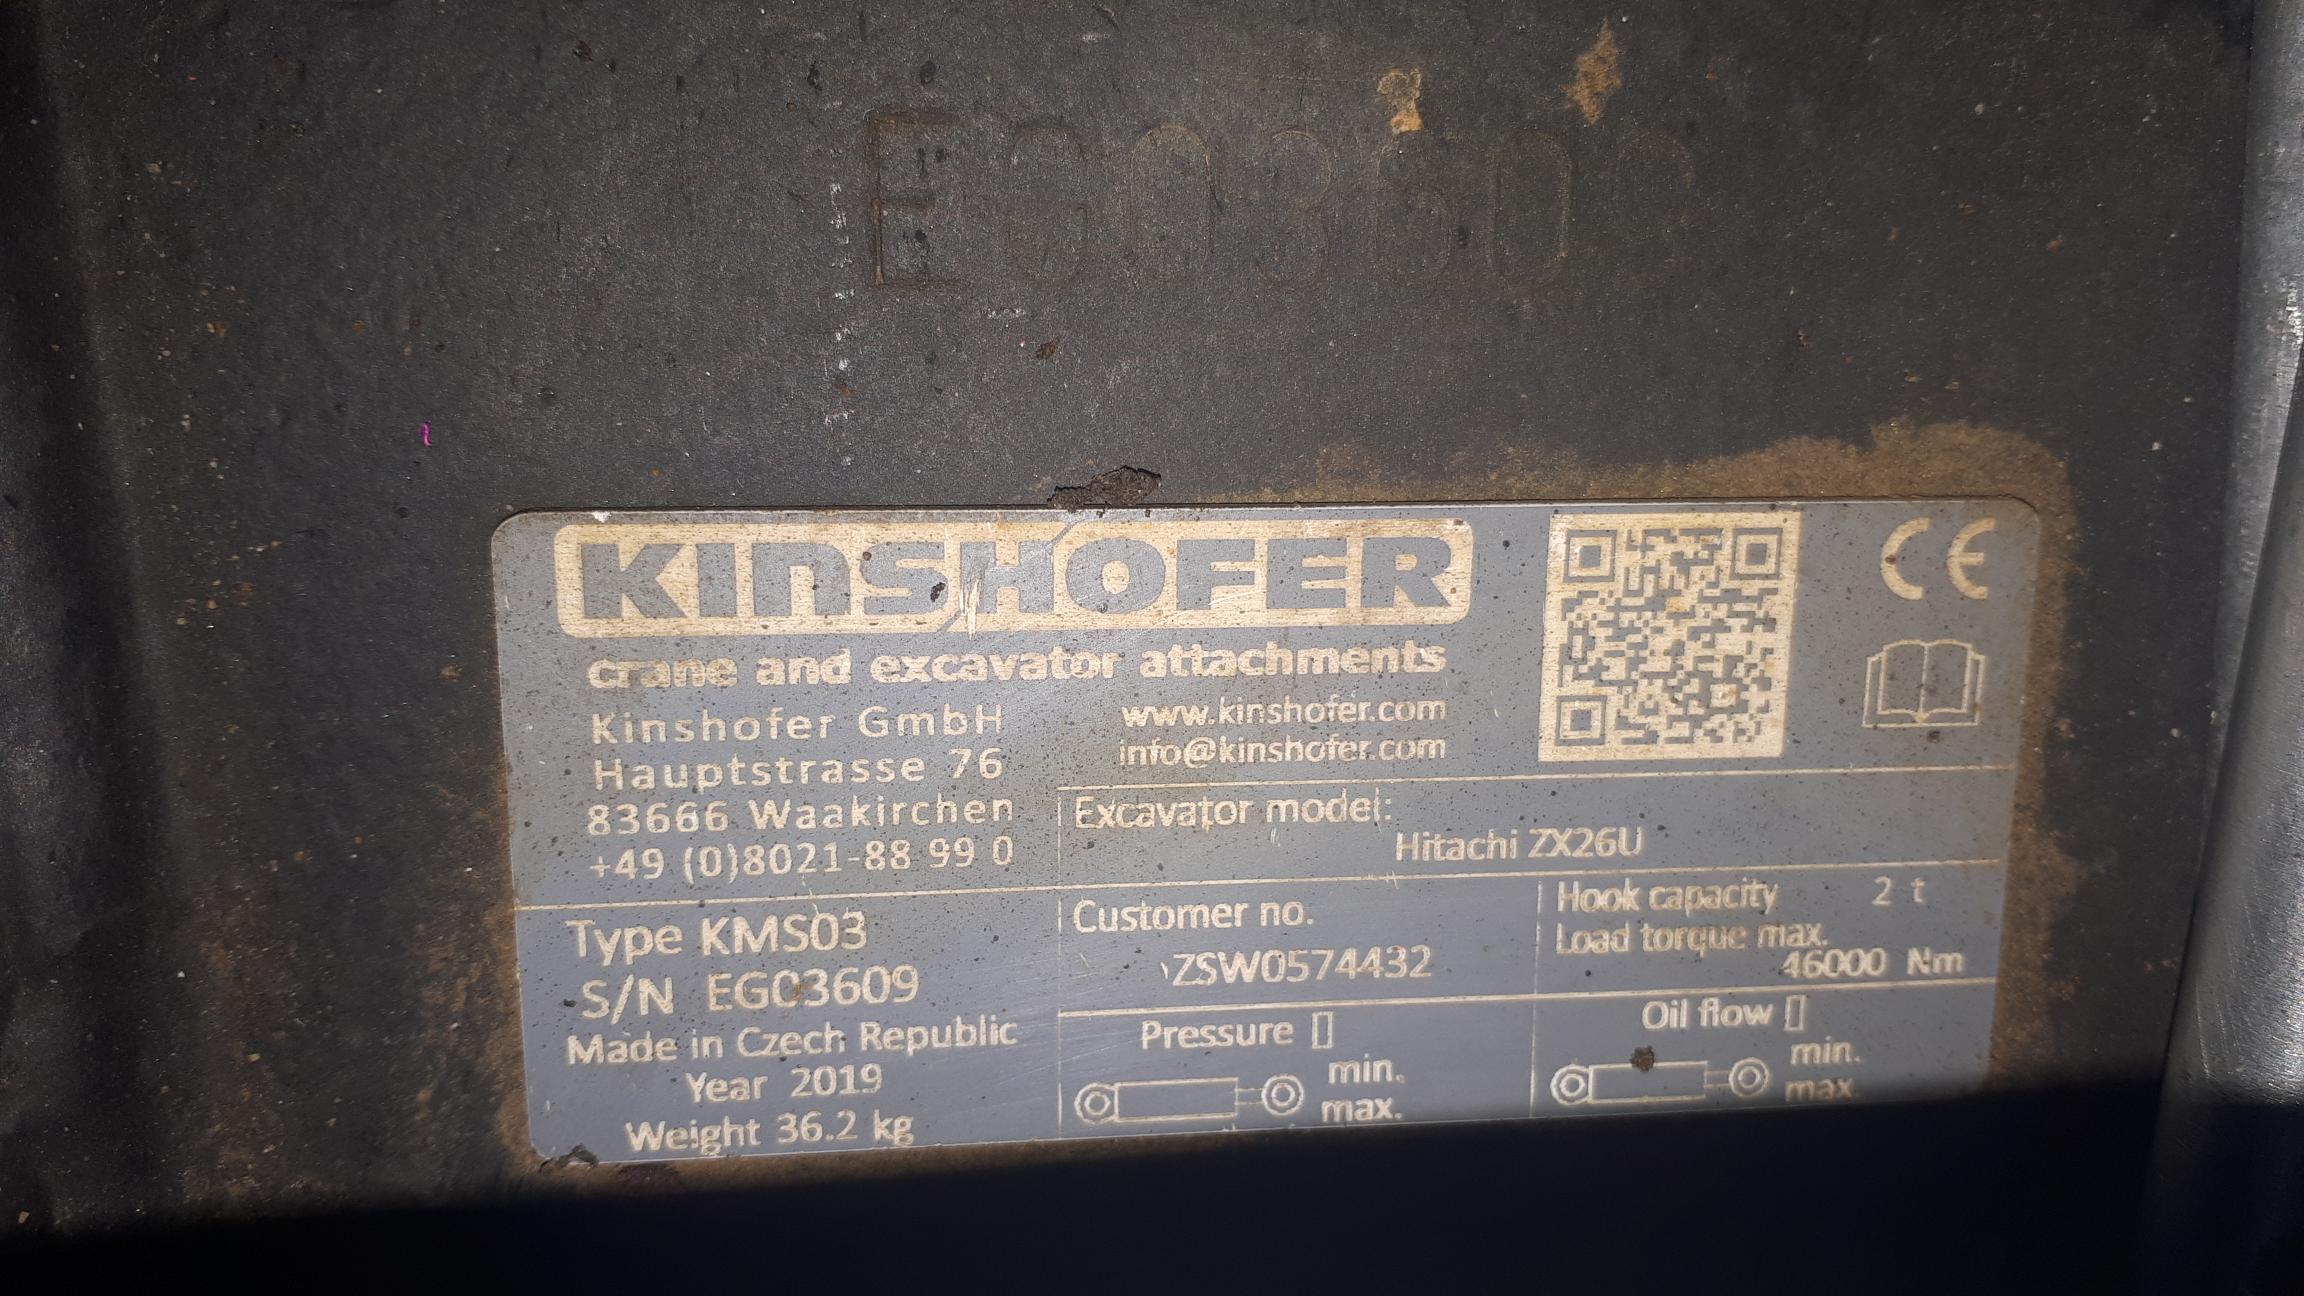 KINSHOFER
crane and excavator attachments
Kinshofer GmbH
Hauptstrasse 76
83666 Waakirchen
+49 (0)8021-88 99 0
www.kinshofer.com
info@kinshofer.com
CE
Excavator model:
Hitachi ZX26U
Type KMS03
S/N EG03609
Made in Czech Republic
Year 2019
Weight 36.2 kg
Customer no.
ZSW0574432
Hook capacity 2 t
Load torque max.
46000 Nm
Pressure
min.
max.
Oil flow
min.
max.